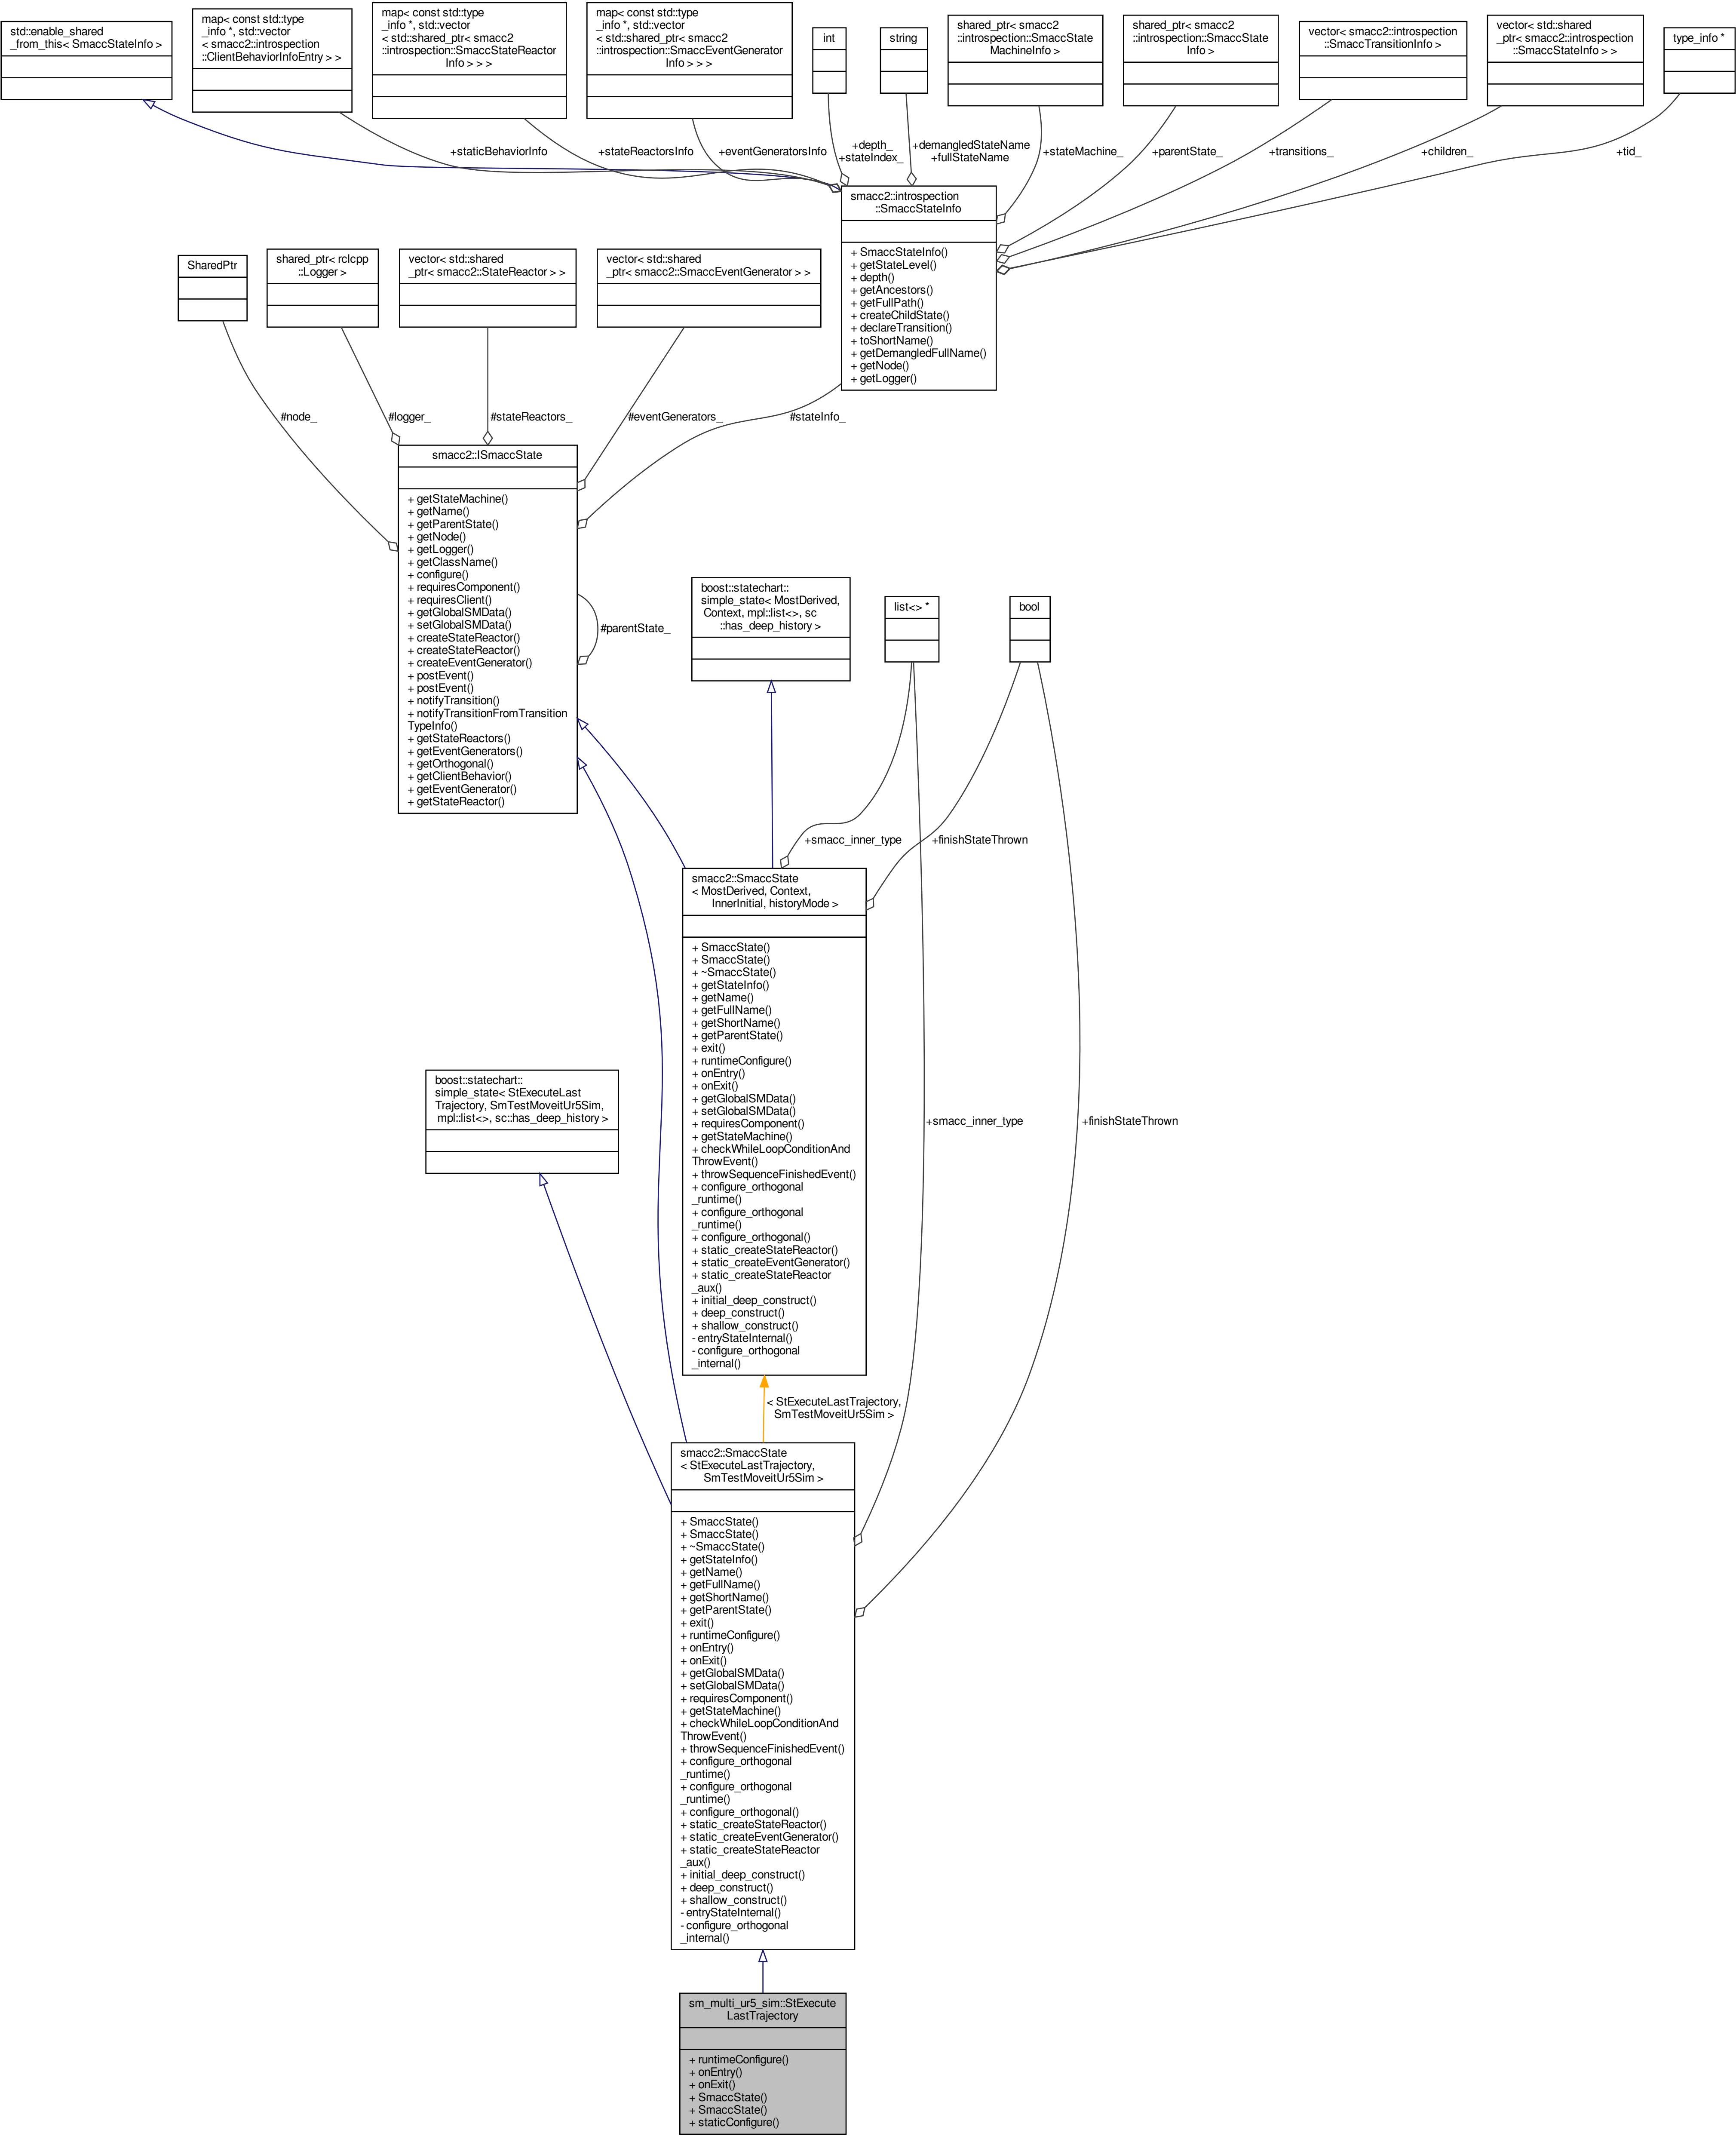 std::enable_shared
_from_this< SmaccStateInfo >
map< const std::type
_info *, std::vector
< smacc2::introspection
::ClientBehaviorInfoEntry > >
map< const std::type
_info *, std::vector
< std::shared_ptr< smacc2
::introspection::SmaccStateReactor
Info > > >
map< const std::type
_info *, std::vector
< std::shared_ptr< smacc2
::introspection::SmaccEventGenerator
Info > > >
int
string
shared_ptr< smacc2
::introspection::SmaccState
MachineInfo >
shared_ptr< smacc2
::introspection::SmaccState
Info >
vector< smacc2::introspection
::SmaccTransitionInfo >
vector< std::shared
_ptr< smacc2::introspection
::SmaccStateInfo > >
type_info *
+staticBehaviorInfo
+stateReactorsInfo
+eventGeneratorsInfo
+depth_
+stateIndex_
+demangledStateName
+fullStateName
+stateMachine_
+parentState_
+transitions_
+children_
+tid_
smacc2::introspection
::SmaccStateInfo
+ SmaccStateInfo()
+ getStateLevel()
+ depth()
+ getAncestors()
+ getFullPath()
+ createChildState()
+ declareTransition()
+ toShortName()
+ getDemangledFullName()
+ getNode()
+ getLogger()
SharedPtr
shared_ptr< rclcpp
::Logger >
vector< std::shared
_ptr< smacc2::StateReactor > >
vector< std::shared
_ptr< smacc2::SmaccEventGenerator > >
#node_
#logger_
#stateReactors_
#eventGenerators_
#stateInfo_
smacc2::ISmaccState
+ getStateMachine()
+ getName()
+ getParentState()
+ getNode()
+ getLogger()
+ getClassName()
+ configure()
+ requiresComponent()
+ requiresClient()
+ getGlobalSMData()
+ setGlobalSMData()
+ createStateReactor()
+ createStateReactor()
+ createEventGenerator()
+ postEvent()
+ postEvent()
+ notifyTransition()
+ notifyTransitionFromTransition
TypeInfo()
+ getStateReactors()
+ getEventGenerators()
+ getOrthogonal()
+ getClientBehavior()
+ getEventGenerator()
+ getStateReactor()
#parentState_
boost::statechart::
simple_state< MostDerived,
Context, mpl::list<>, sc
::has_deep_history >
list<> *
bool
+smacc_inner_type
+finishStateThrown
smacc2::SmaccState
< MostDerived, Context,
InnerInitial, historyMode >
+ SmaccState()
+ SmaccState()
+ ~SmaccState()
+ getStateInfo()
+ getName()
+ getFullName()
+ getShortName()
+ getParentState()
+ exit()
+ runtimeConfigure()
+ onEntry()
+ onExit()
+ getGlobalSMData()
+ setGlobalSMData()
+ requiresComponent()
+ getStateMachine()
+ checkWhileLoopConditionAnd
ThrowEvent()
+ throwSequenceFinishedEvent()
+ configure_orthogonal
_runtime()
+ configure_orthogonal
_runtime()
+ configure_orthogonal()
+ static_createStateReactor()
+ static_createEventGenerator()
+ static_createStateReactor
_aux()
+ initial_deep_construct()
+ deep_construct()
+ shallow_construct()
- entryStateInternal()
- configure_orthogonal
_internal()
boost::statechart::
simple_state< StExecuteLast
Trajectory, SmTestMoveitUr5Sim,
mpl::list<>, sc::has_deep_history >
+smacc_inner_type
+finishStateThrown
< StExecuteLastTrajectory,
SmTestMoveitUr5Sim >
smacc2::SmaccState
< StExecuteLastTrajectory,
SmTestMoveitUr5Sim >
+ SmaccState()
+ SmaccState()
+ ~SmaccState()
+ getStateInfo()
+ getName()
+ getFullName()
+ getShortName()
+ getParentState()
+ exit()
+ runtimeConfigure()
+ onEntry()
+ onExit()
+ getGlobalSMData()
+ setGlobalSMData()
+ requiresComponent()
+ getStateMachine()
+ checkWhileLoopConditionAnd
ThrowEvent()
+ throwSequenceFinishedEvent()
+ configure_orthogonal
_runtime()
+ configure_orthogonal
_runtime()
+ configure_orthogonal()
+ static_createStateReactor()
+ static_createEventGenerator()
+ static_createStateReactor
_aux()
+ initial_deep_construct()
+ deep_construct()
+ shallow_construct()
- entryStateInternal()
- configure_orthogonal
_internal()
sm_multi_ur5_sim::StExecute
LastTrajectory
+ runtimeConfigure()
+ onEntry()
+ onExit()
+ SmaccState()
+ SmaccState()
+ staticConfigure()